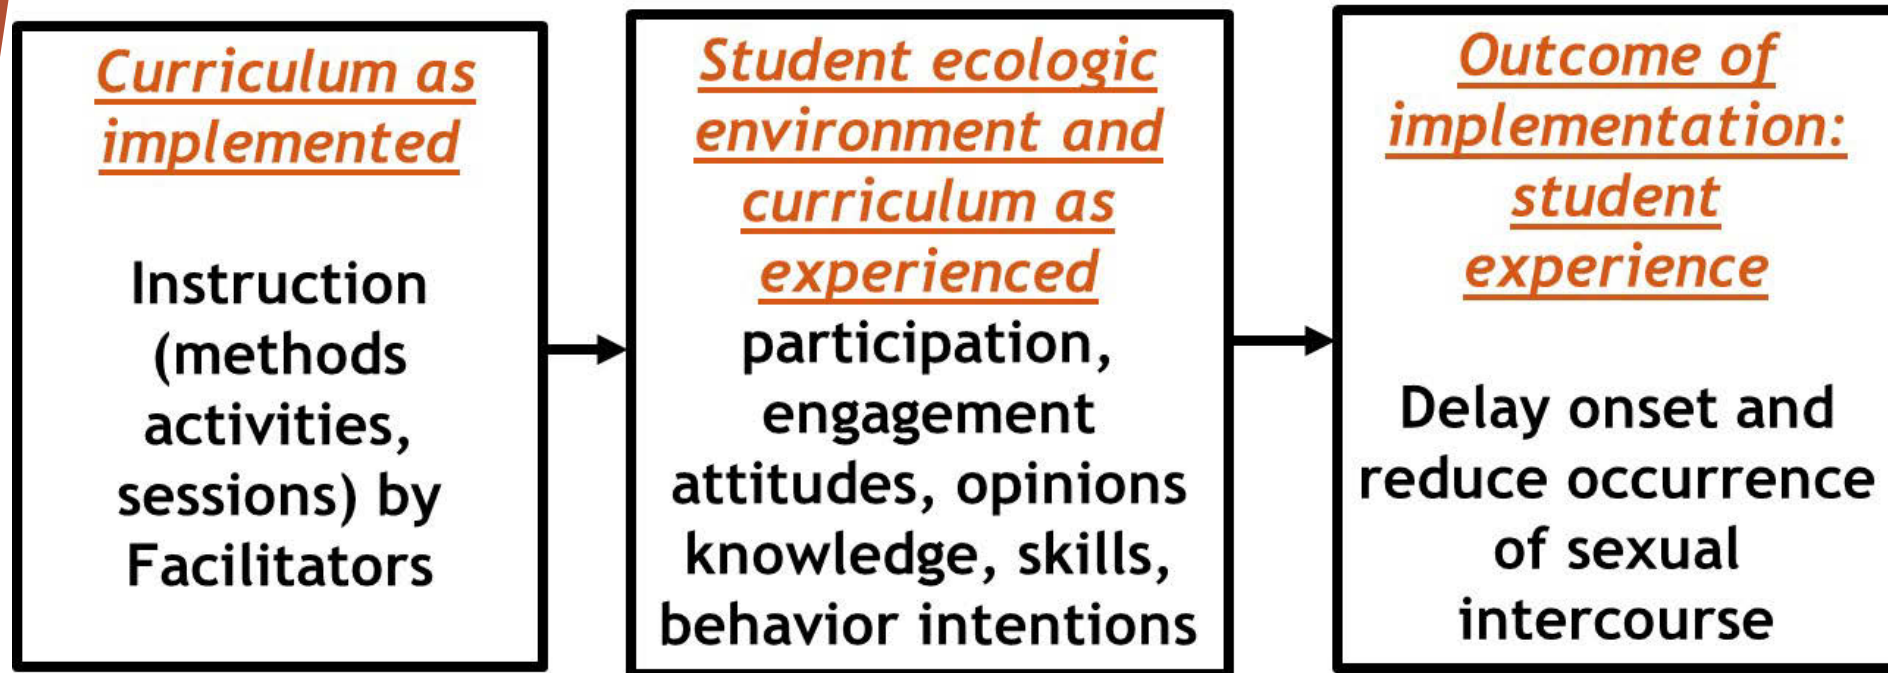 Curriculum as
implemented
Instruction
(methods
activities,
sessions) by
Facilitators
Student ecologic
environment and
curriculum as
experienced
participation,
engagement
attitudes, opinions
knowledge, skills,
behavior intentions
Outcome of
implementation:
student
experience
Delay onset and
reduce occurrence
of sexual
intercourse